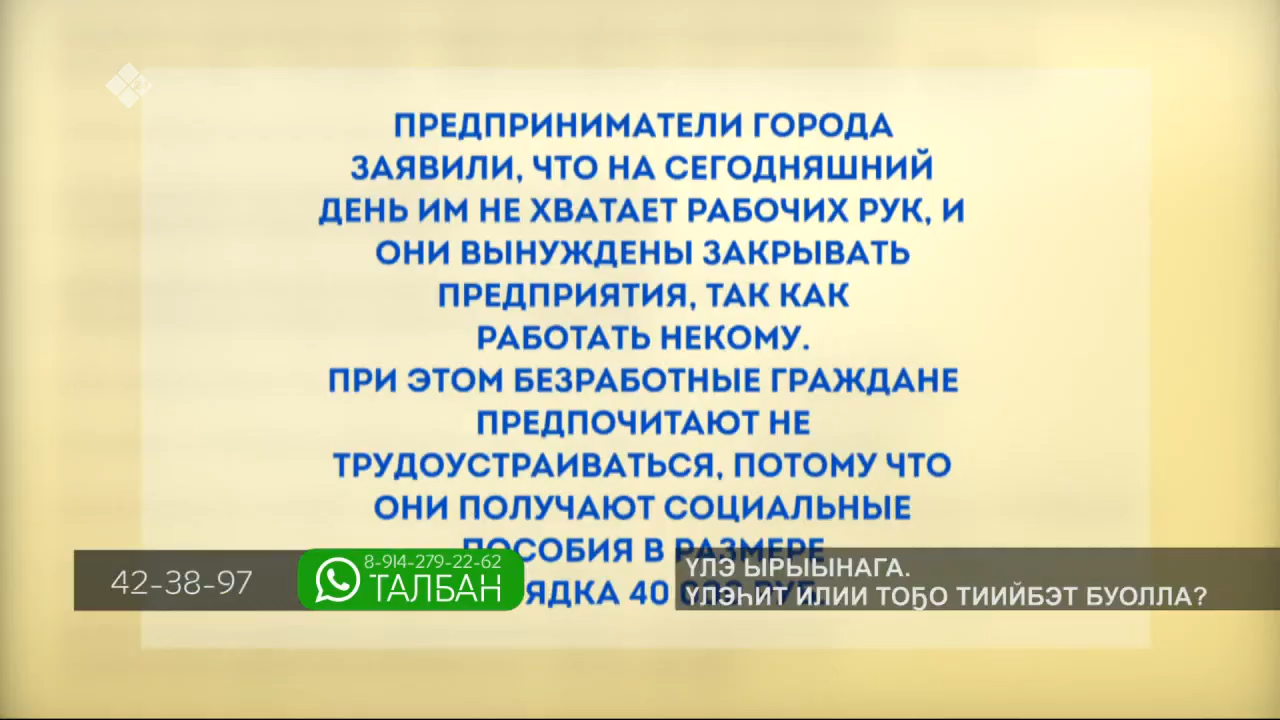 ПРЕДПРИНИМАТЕЛИ ГОРОДА
ЗАЯВИЛИ, ЧТО НА СЕГОДНЯШНИЙ
ДЕНЬ ИМ НЕ ХВАТАЕТ РАБОЧИХ РУК, И
ОНИ ВЫНУЖДЕНЫ ЗАКРЫВАТЬ
ПРЕДПРИЯТИЯ, ТАК КАК
РАБОТАТЬ НЕКОМУ.
ПРИ ЭТОМ БЕЗРАБОТНЫЕ ГРАЖДАНЕ
ПРЕДПОЧИТАЮТ НЕ
ТРУДОУСТРАИВАТЬСЯ, ПОТОМУ ЧТО
ОНИ ПОЛУЧАЮТ СОЦИАЛЬНЫЕ
ПОСОБИЯ В РАЗМЕРЕ
40
42-38-97
8-914-279-22-62
ТАЛБАН
ҮЛЭ ЫРЫЫНАГА.
ҮЛЭҺИТ ИЛИИ ТОҔО ТИИЙБЭТ БУОЛЛА?